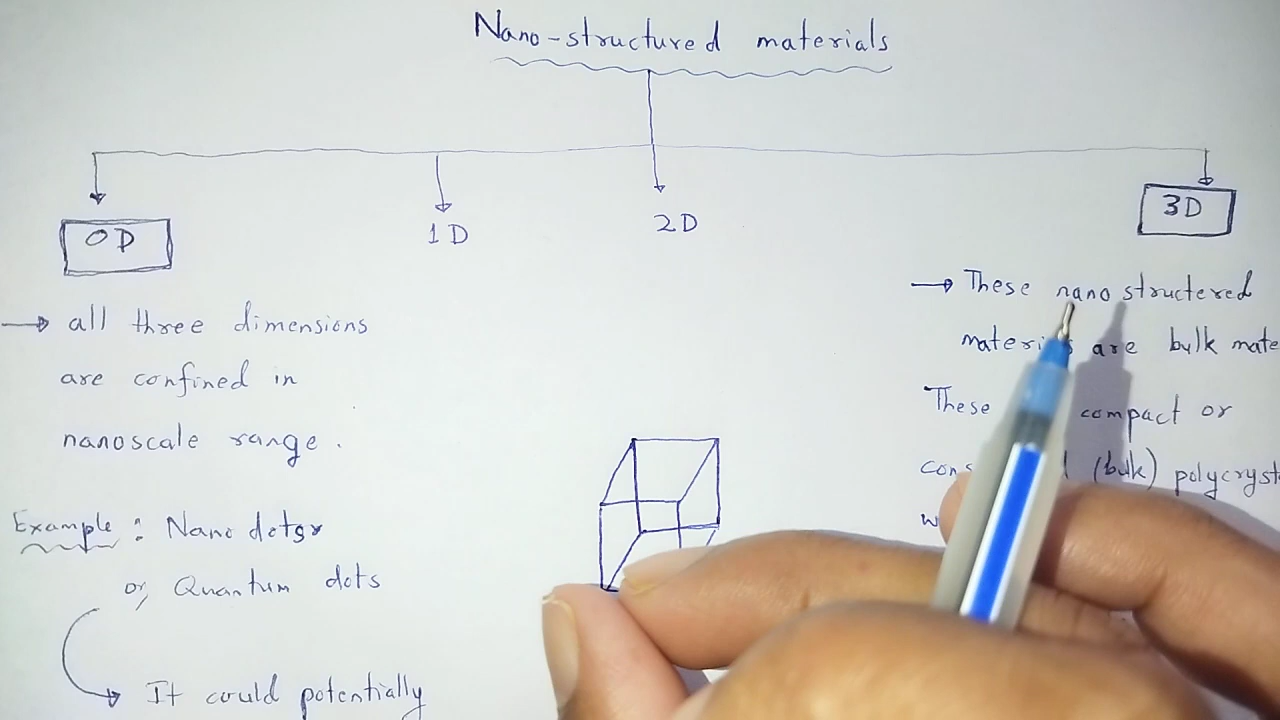 Nano-structured materials
0D
1D
2D
3D
→ all three dimensions
are confined in
nanoscale range.
Example: Nano dots
or, Quantum dots
It could potentially
→ These nano structered
are bulk
These compact or
(bulk)